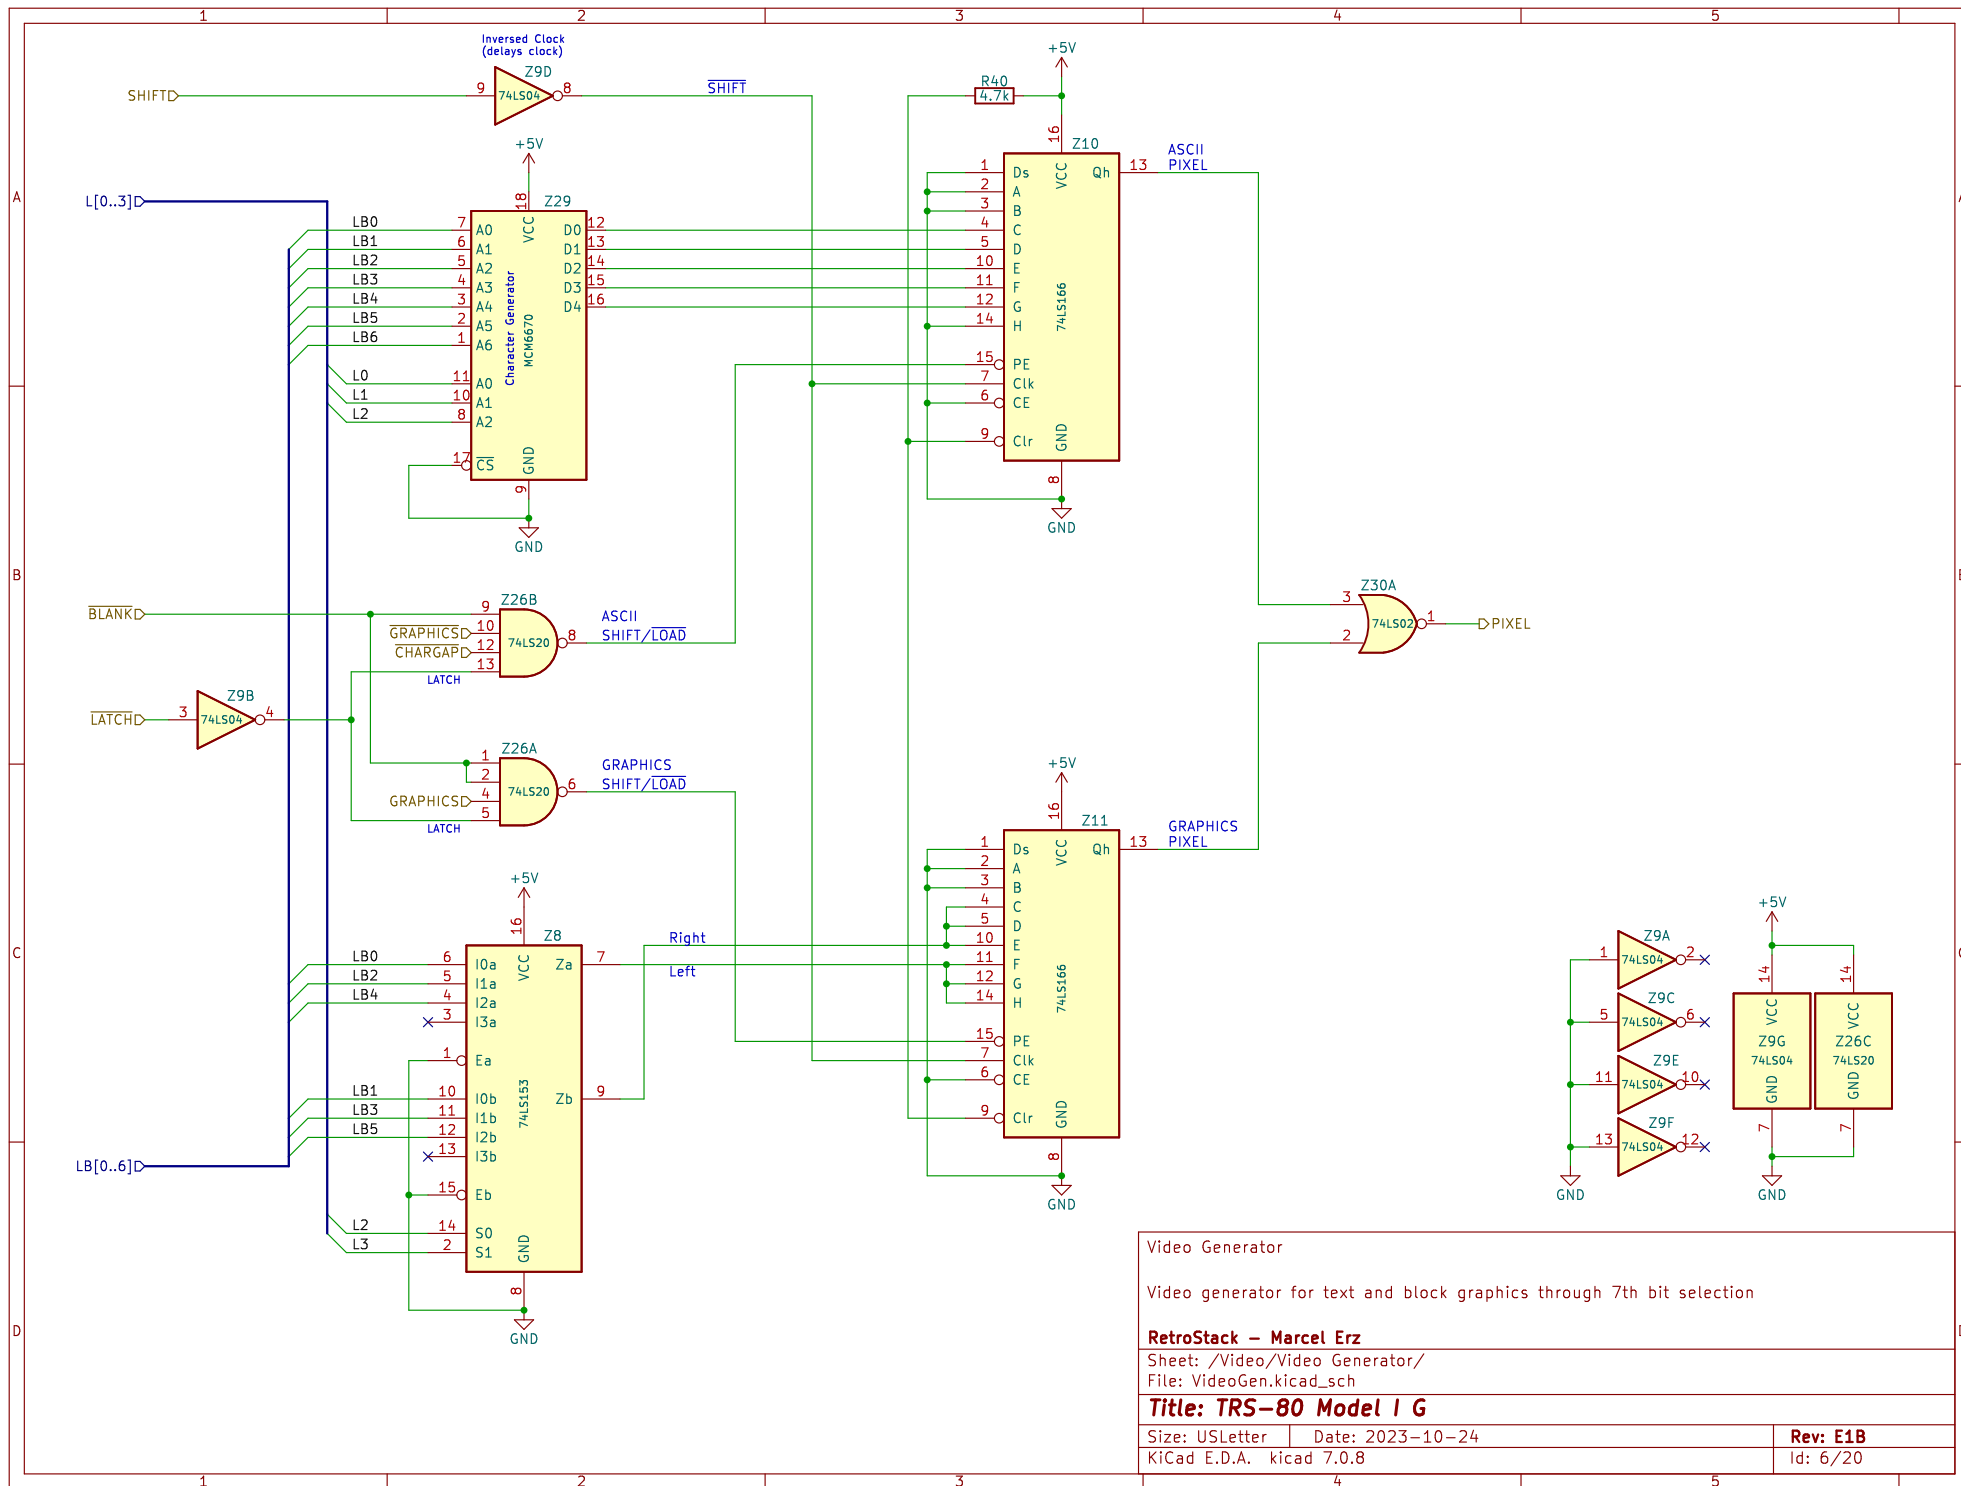 1 2 3 4 5
A
B
C
D
Inversed Clock
(delays clock)
SHIFT
9
Z9D
74LS04
8
SHIFT
+5V
R40
4.7k
+5V
18
Z29
L[0..3]
LB0 7 A0
LB1 6 A1
LB2 5 A2
LB3 4 A3
LB4 3 A4
LB5 2 A5
LB6 1 A6
L0 11 A0
L1 10 A1
L2 8 A2
17 CS
VCC
GND
9
Character Generator
MCM6670
D0 12
D1 13
D2 14
D3 15
D4 16
GND
16
Z10
1 Ds
2 A
3 B
4 C
5 D
10 E
11 F
12 G
14 H
15 PE
7 Clk
6 CE
9 Clr
VCC
74LS166
GND
8
Qh 13
ASCII
PIXEL
GND
BLANK
Z26B
9
GRAPHICS 10
CHARGAP 12
13
LATCH
74LS20
8
ASCII
SHIFT/LOAD
LATCH
3
Z9B
74LS04
4
Z26A
1
2
GRAPHICS 4
5
LATCH
74LS20
6
GRAPHICS
SHIFT/LOAD
Z30A
3
2
74LS02
1
PIXEL
+5V
16
Z8
LB0 6 I0a
LB2 5 I1a
LB4 4 I2a
3 I3a
1 Ea
LB1 10 I0b
LB3 11 I1b
LB5 12 I2b
13 I3b
15 Eb
L2 14 S0
L3 2 S1
VCC
74LS153
GND
8
Za 7
Zb 9
GND
LB[0..6]
Right
Left
+5V
16
Z11
1 Ds
2 A
3 B
4 C
5 D
10 E
11 F
12 G
14 H
15 PE
7 Clk
6 CE
9 Clr
VCC
74LS166
GND
8
Qh 13
GRAPHICS
PIXEL
GND
Z9A
1 74LS04 2
Z9C
5 74LS04 6
Z9E
11 74LS04 10
Z9F
13 74LS04 12
GND
+5V
14 14
VCC VCC
Z9G Z26C
74LS04 74LS20
GND GND
7 7
GND
Video Generator
Video generator for text and block graphics through 7th bit selection
RetroStack - Marcel Erz
Sheet: /Video/Video Generator/
File: VideoGen.kicad_sch
Title: TRS-80 Model I G
Size: USLetter Date: 2023-10-24 Rev: E1B
KiCad E.D.A. kicad 7.0.8 Id: 6/20
1 2 3 4 5